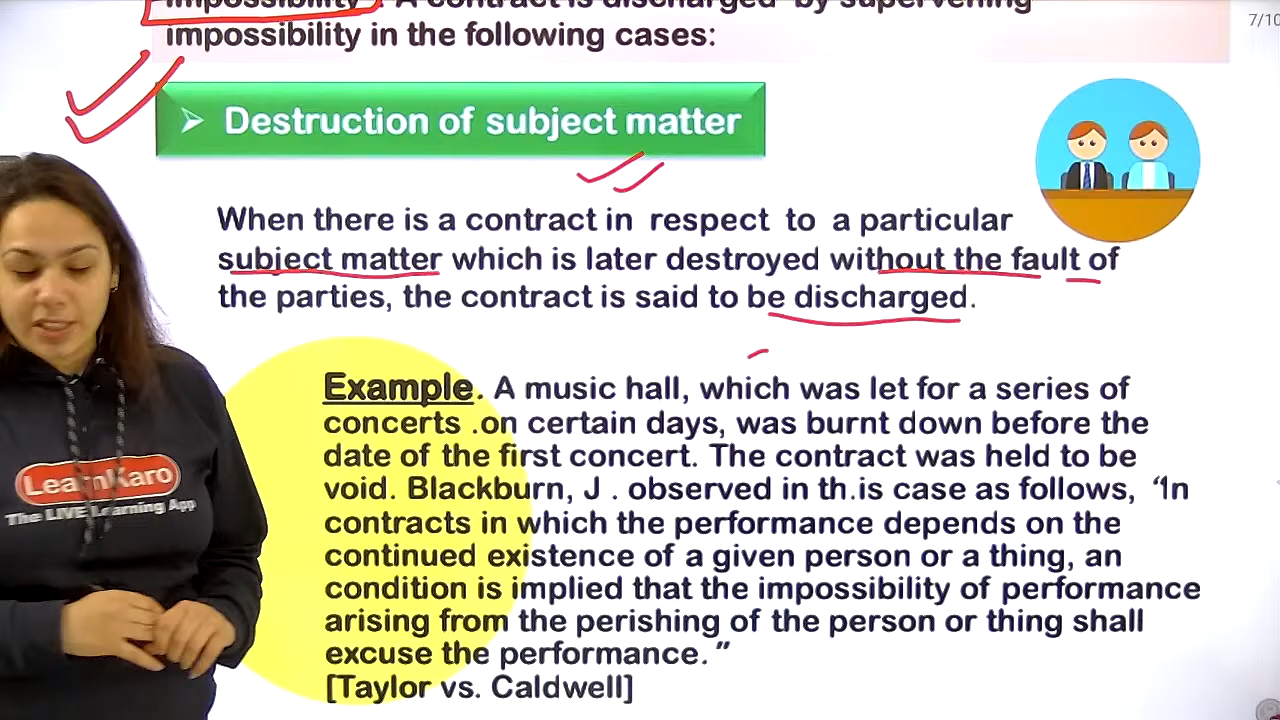 impossibility . A contract is discharged by supervening
7/10
impossibility in the following cases:
Destruction of subject matter
When there is a contract in respect to a particular
subject matter which is later destroyed without the fault of
the parties, the contract is said to be discharged.
Example. A music hall, which was let for a series of
concerts .on certain days, was burnt down before the
date of the first concert. The contract was held to be
void. Blackburn, J . observed in th.is case as follows, “In
contracts in which the performance depends on the
continued existence of a given person or a thing, an
condition is implied that the impossibility of performance
arising from the perishing of the person or thing shall
excuse the performance.”
[Taylor vs. Caldwell]
LearnKaro
The LIVE Learning App